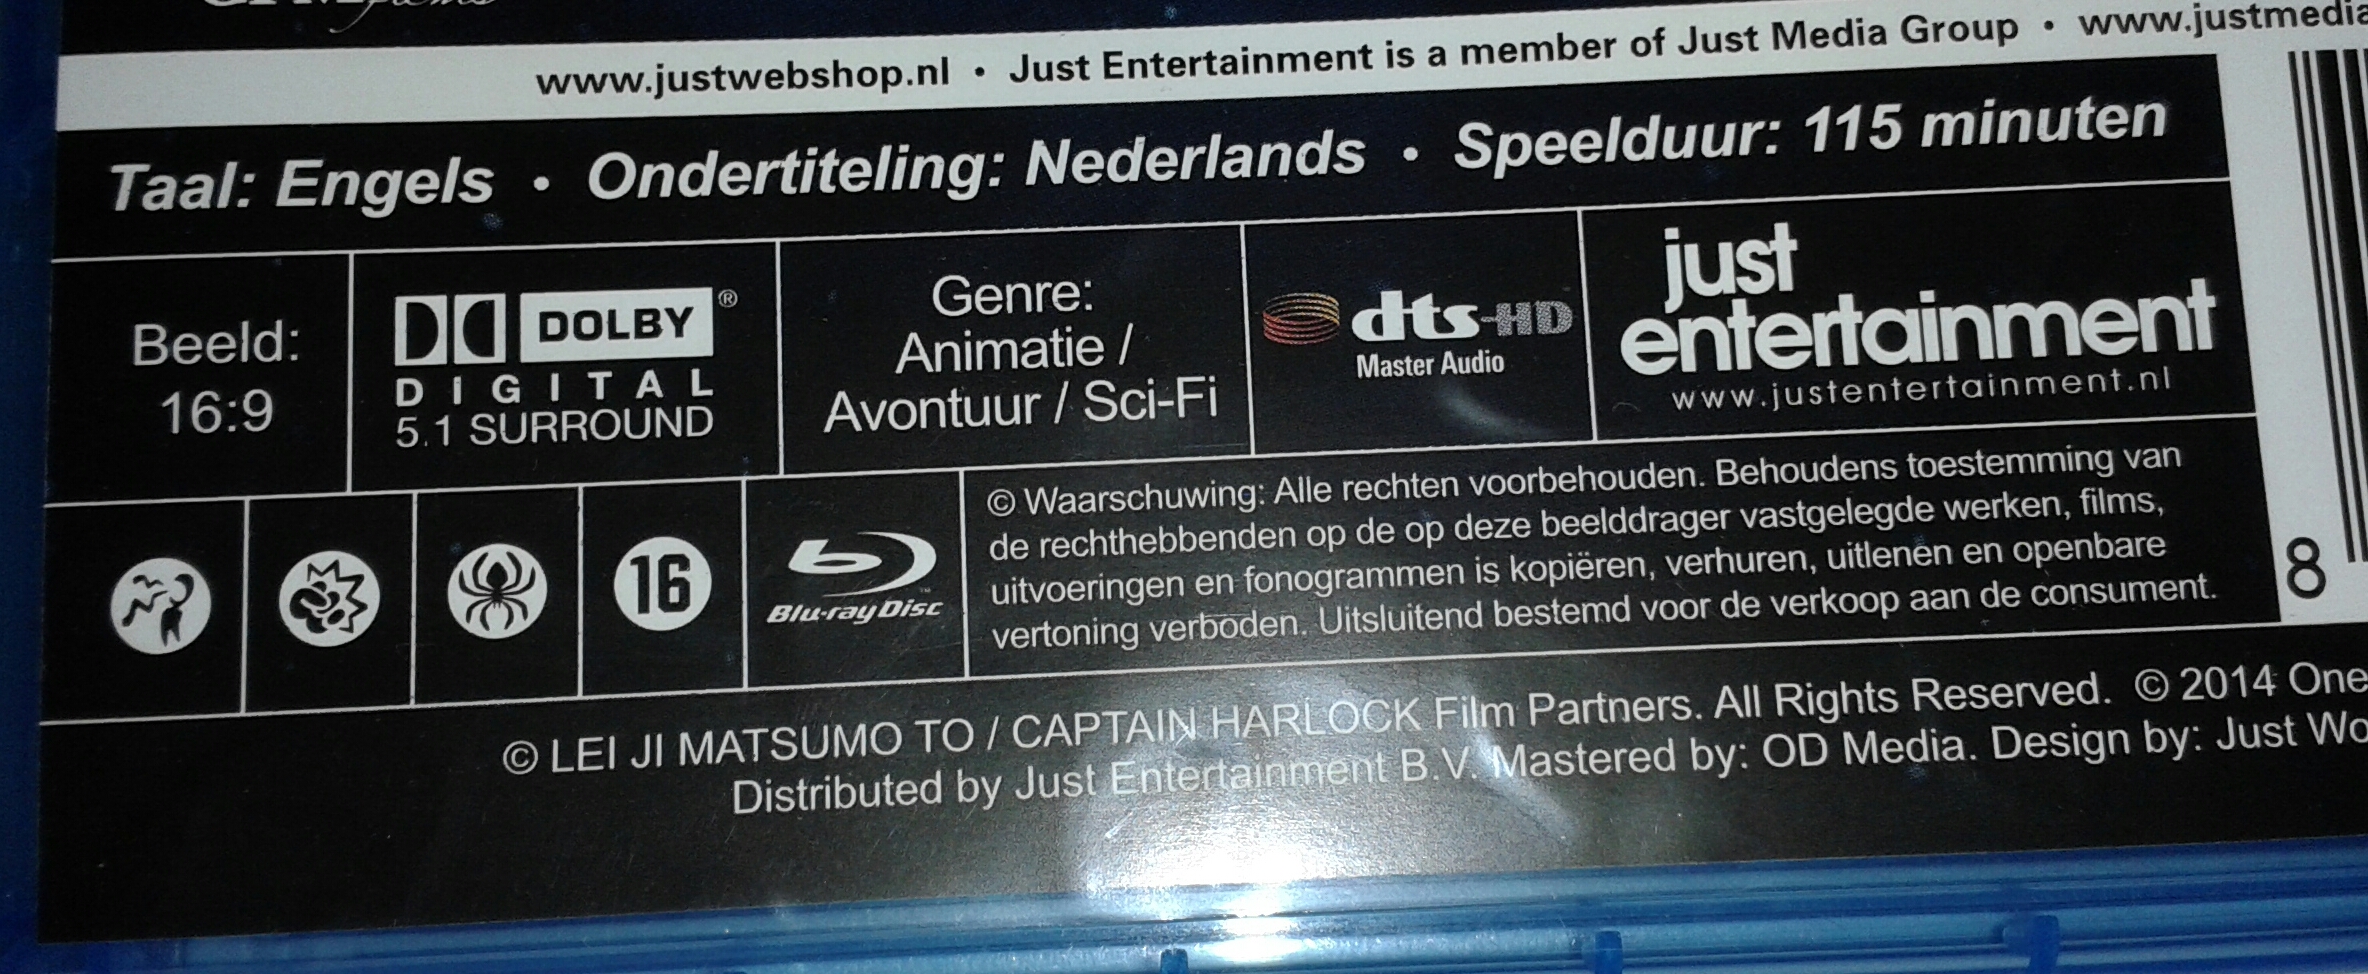 www.justwebshop.nl • Just Entertainment is a member of Just Media Group •
Taal: Engels • Ondertiteling: Nederlands • Speelduur: 115 minuten
Beeld:
16:9
DOLBY ®
DIGITAL
5.1 SURROUND
Genre:
Animatie /
Avontuur / Sci-Fi
dts-HD
Master Audio
just
entertainment
www.justentertainment.nl
16
Blu-ray Disc ™
© Waarschuwing: Alle rechten voorbehouden. Behoudens toestemming van
de rechthebbenden op de op deze beelddrager vastgelegde werken, films,
uitvoeringen en fonogrammen is kopiëren, verhuren, uitlenen en openbare
vertoning verboden. Uitsluitend bestemd voor de verkoop aan de consument.
8
© LEI JI MATSUMO TO / CAPTAIN HARLOCK Film Partners. All Rights Reserved. © 2014 One
Distributed by Just Entertainment B.V. Mastered by: OD Media. Design by: Just